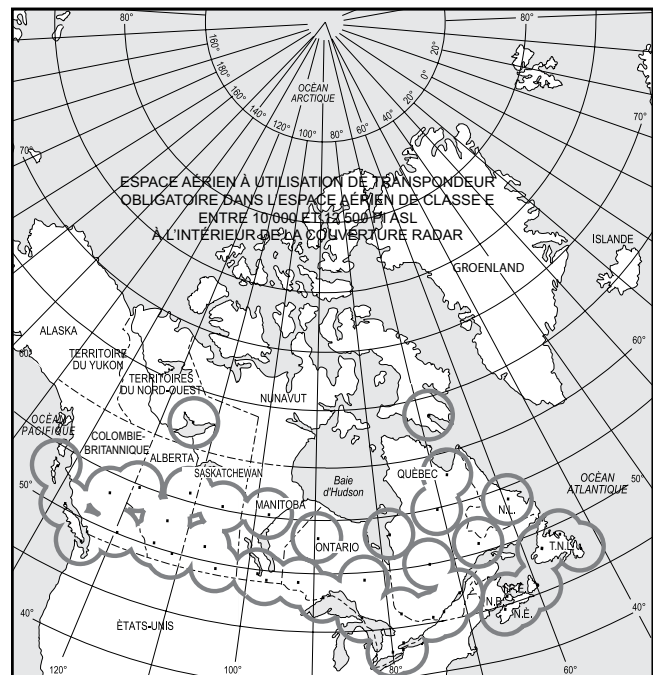 80°
80°
160°
180°
160°
140°
120°
100°
80°
60°
40°
20°
0°
20°
OCÉAN
ARCTIQUE
70°
70°
ESPACE AÉRIEN À UTILISATION DE TRANSPONDEUR
OBLIGATOIRE DANS L'ESPACE AÉRIEN DE CLASSE E
ENTRE 10 000 ET 12 500 PI ASL
À L'INTÉRIEUR DE LA COUVERTURE RADAR
ISLANDE
GROENLAND
ALASKA
60°
60°
TERRITOIRE
DU YUKON
TERRITOIRES
DU NORD-OUEST
NUNAVUT
OCÉAN
PACIFIQUE
COLOMBIE-
BRITANNIQUE
ALBERTA
SASKATCHEWAN
MANITOBA
Baie
d'Hudson
QUÉBEC
OCÉAN
ATLANTIQUE
50°
50°
N.L.
ONTARIO
T.N.L.
P.E.
N.B.
N.É.
40°
40°
ÉTATS-UNIS
120°
100°
80°
60°